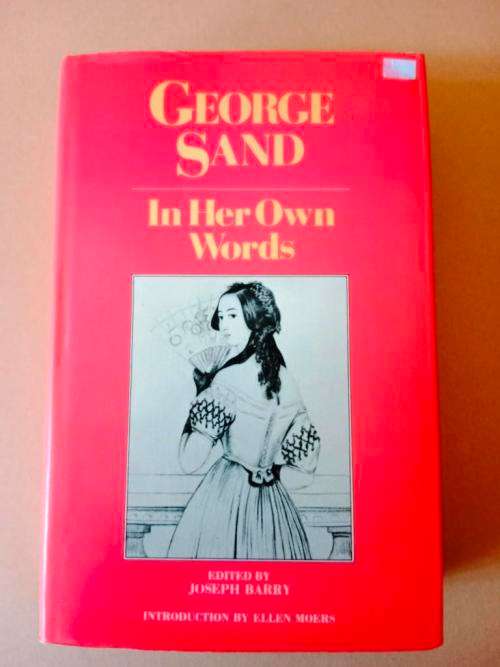 GEORGE
SAND
In Her Own
Words
EDITED BY
JOSEPH BARRY
INTRODUCTION BY ELLEN MOERS